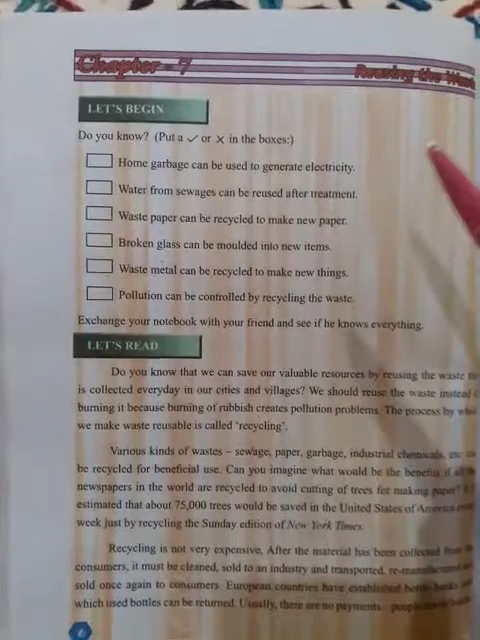 Chapter - 7
Reusing the Waste
LET'S BEGIN
Do you know? (Put a ✓ or × in the boxes:)
Home garbage can be used to generate electricity.
Water from sewages can be reused after treatment.
Waste paper can be recycled to make new paper.
Broken glass can be moulded into new items.
Waste metal can be recycled to make new things.
Pollution can be controlled by recycling the waste.
Exchange your notebook with your friend and see if he knows everything.
LET'S READ
Do you know that we can save our valuable resources by reusing the waste
is collected everyday in our cities and villages? We should reuse the waste instead
burning it because burning of rubbish creates pollution problems. The process by
we make waste reusable is called 'recycling'.
Various kinds of wastes – sewage, paper, garbage, industrial chemicals, etc.
be recycled for beneficial use. Can you imagine what would be the benefits if all
newspapers in the world are recycled to avoid cutting of trees for making paper?
estimated that about 75,000 trees would be saved in the United States of America
week just by recycling the Sunday edition of New York Times.
Recycling is not very expensive. After the material has been collected from
consumers, it must be cleaned, sold to an industry and transported, re-manufactured
sold once again to consumers. European countries have established bottle banks
which used bottles can be returned. Usually, there are no payments -